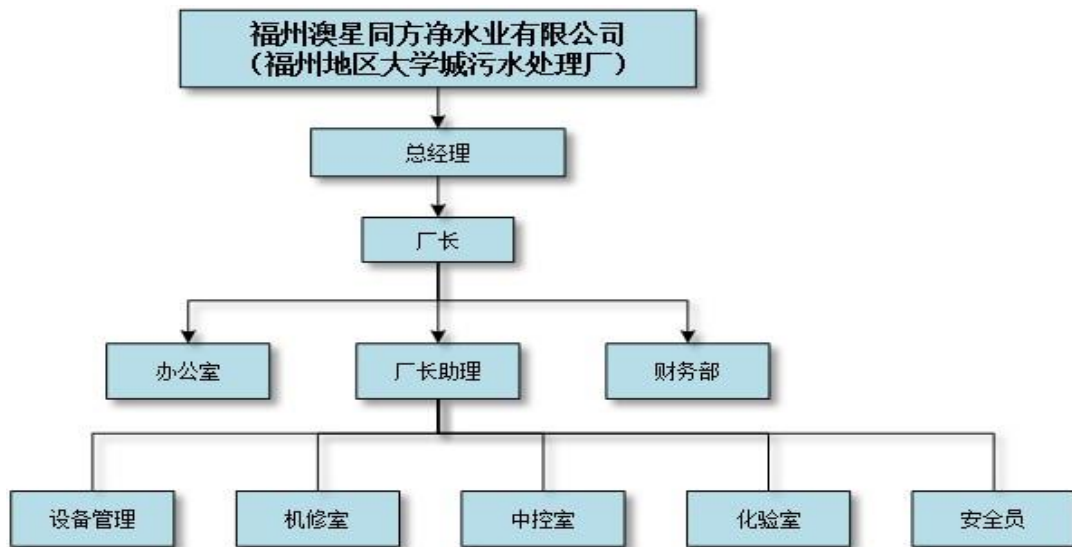 福州澳星同方净水业有限公司
（福州地区大学城污水处理厂）
总经理
厂长
办公室
厂长助理
财务部
设备管理
机修室
中控室
化验室
安全员